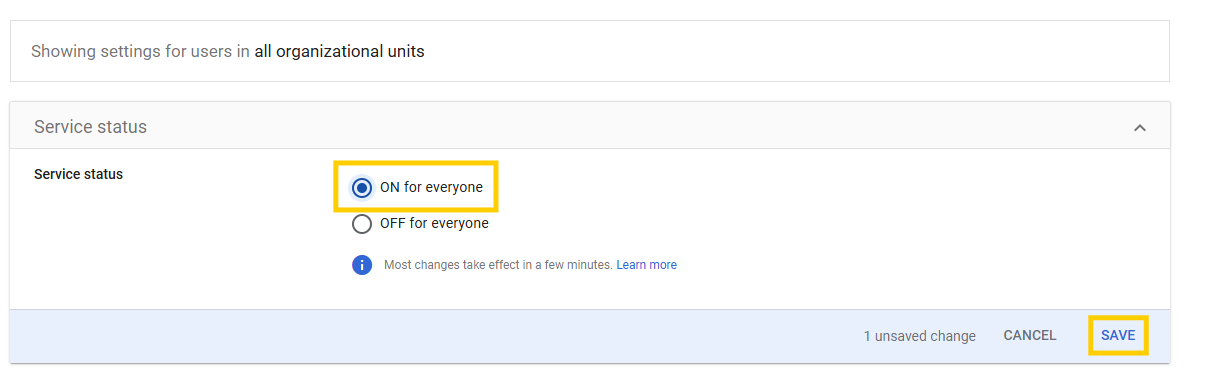 Showing settings for users in all organizational units
Service status
Service status
ON for everyone
OFF for everyone
Most changes take effect in a few minutes. Learn more
1 unsaved change CANCEL SAVE